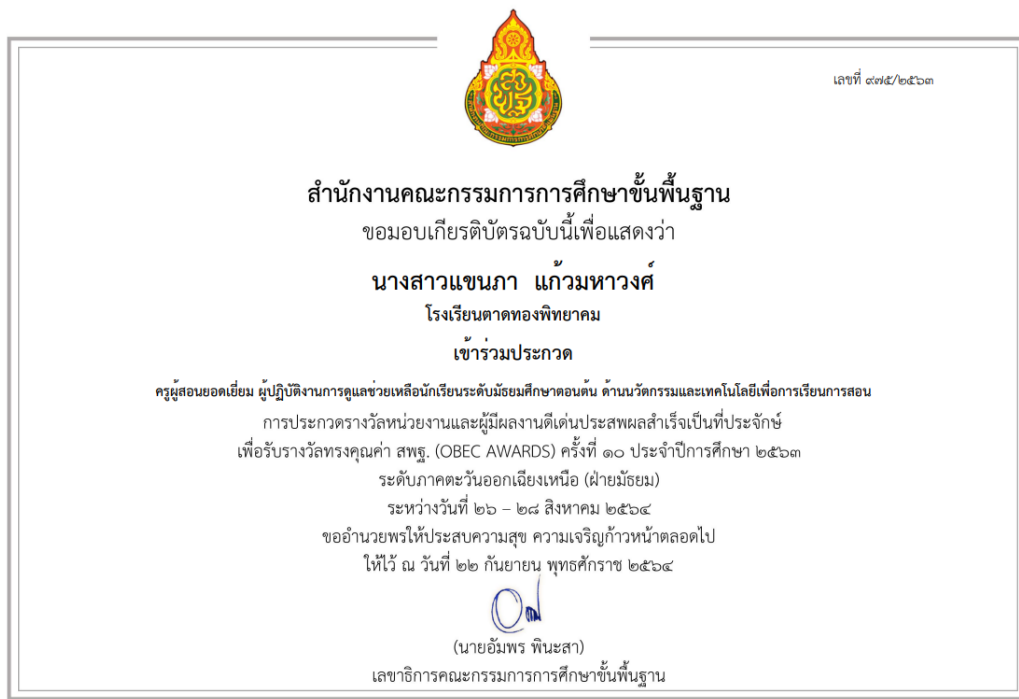 เลขที่ ๙๗๕/๒๕๖๓
สำนักงานคณะกรรมการการศึกษาขั้นพื้นฐาน
ขอมอบเกียรติบัตรฉบับนี้เพื่อแสดงว่า
นางสาวแขนภา แก้วมหาวงศ์
โรงเรียนตาดทองพิทยาคม
เข้าร่วมประกวด
ครูผู้สอนยอดเยี่ยม ผู้ปฏิบัติงานการดูแลช่วยเหลือนักเรียนระดับมัธยมศึกษาตอนต้น ด้านนวัตกรรมและเทคโนโลยีเพื่อการเรียนการสอน
การประกวดรางวัลหน่วยงานและผู้มีผลงานดีเด่นประสพผลสำเร็จเป็นที่ประจักษ์
เพื่อรับรางวัลทรงคุณค่า สพฐ. (OBEC AWARDS) ครั้งที่ ๑๐ ประจำปีการศึกษา ๒๕๖๓
ระดับภาคตะวันออกเฉียงเหนือ (ฝ่ายมัธยม)
ระหว่างวันที่ ๒๖ – ๒๘ สิงหาคม ๒๕๖๔
ขออำนวยพรให้ประสบความสุข ความเจริญก้าวหน้าตลอดไป
ให้ไว้ ณ วันที่ ๒๒ กันยายน พุทธศักราช ๒๕๖๔
(นายอัมพร พินะสา)
เลขาธิการคณะกรรมการการศึกษาขั้นพื้นฐาน